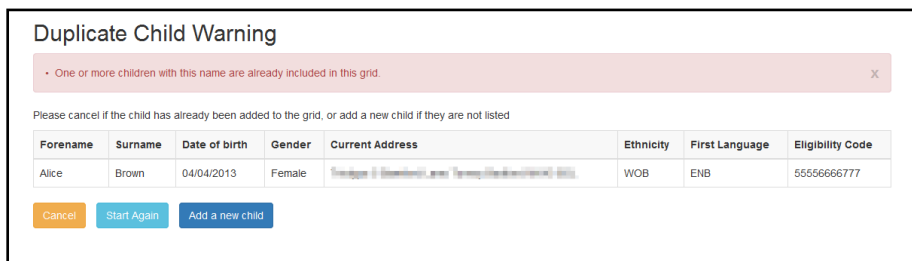 Duplicate Child Warning
• One or more children with this name are already included in this grid.
x
Please cancel if the child has already been added to the grid, or add a new child if they are not listed
Forename Surname Date of birth Gender Current Address Ethnicity First Language Eligibility Code
Alice Brown 04/04/2013 Female WOB ENB 55556666777
Cancel Start Again Add a new child